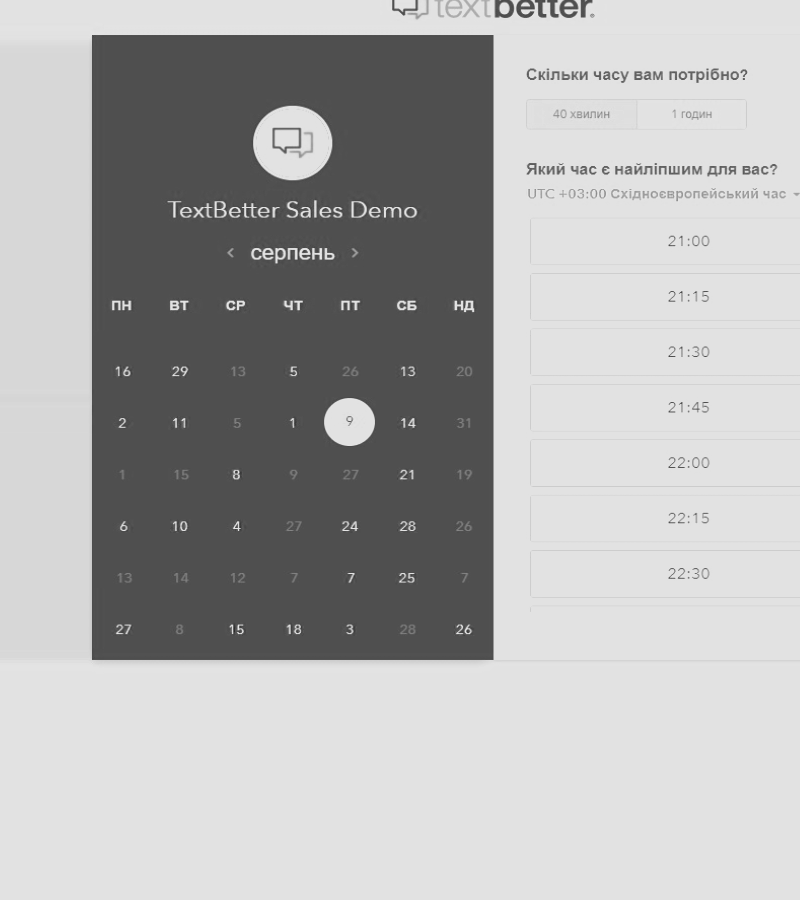 textbetter.
TextBetter Sales Demo
серпень
ПН ВТ СР ЧТ ПТ СБ НД
16 29 13 5 26 13 20
2 11 5 1 9 14 31
1 15 8 9 27 21 19
6 10 4 27 24 28 26
13 14 12 7 7 25 7
27 8 15 18 3 28 26
Скільки часу вам потрібно?
40 хвилин 1 годин
Який час є найліпшим для вас?
UTC +03:00 Східноєвропейський час
21:00
21:15
21:30
21:45
22:00
22:15
22:30